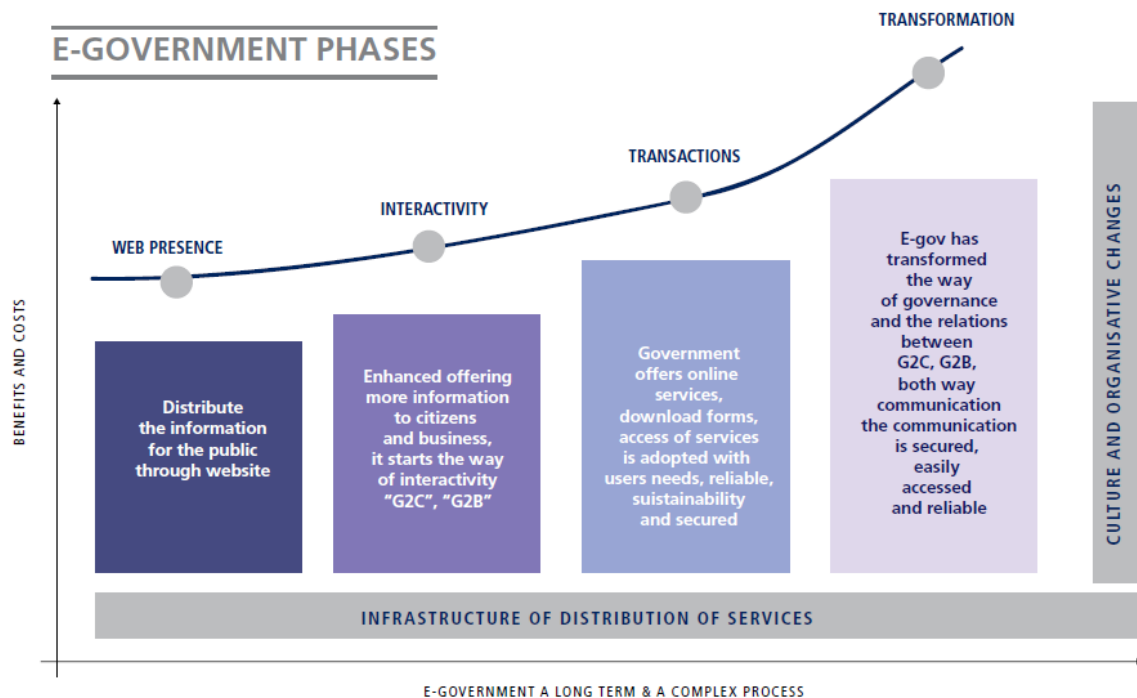 E-GOVERNMENT PHASES
TRANSFORMATION
TRANSACTIONS
INTERACTIVITY
WEB PRESENCE
BENEFITS AND COSTS
Distribute
the information
for the public
through website
Enhanced offering
more information
to citizens
and business,
it starts the way
of interactivity
“G2C”, “G2B”
Government
offers online
services,
download forms,
access of services
is adopted with
users needs, reliable,
suistainability
and secured
E-gov has
transformed
the way
of governance
and the relations
between
G2C, G2B,
both way
communication
the communication
is secured,
easily
accessed
and reliable
CULTURE AND ORGANISATIVE CHANGES
INFRASTRUCTURE OF DISTRIBUTION OF SERVICES
E-GOVERNMENT A LONG TERM & A COMPLEX PROCESS